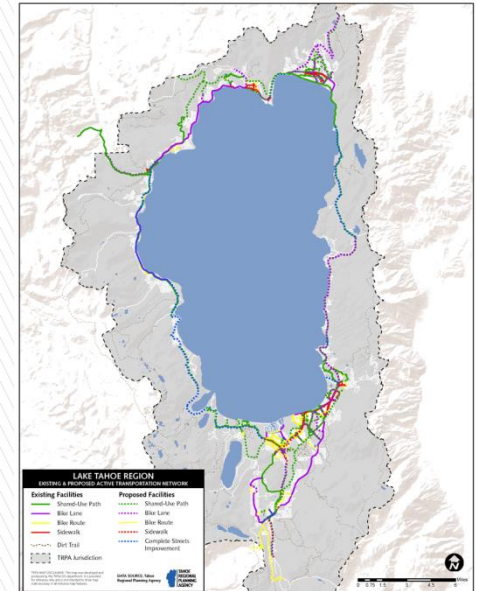 LAKE TAHOE REGION
EXISTING & PROPOSED ACTIVE TRANSPORTATION NETWORK
Existing Facilities
Shared-Use Path
Bike Lane
Bike Route
Sidewalk
Dirt Trail
TRPA Jurisdiction
Proposed Facilities
Shared-Use Path
Bike Lane
Bike Route
Sidewalk
Complete Streets
Improvement
DATA SOURCE: Tahoe
Regional Planning Agency
TAHOE
REGIONAL
PLANNING
AGENCY
N
Miles